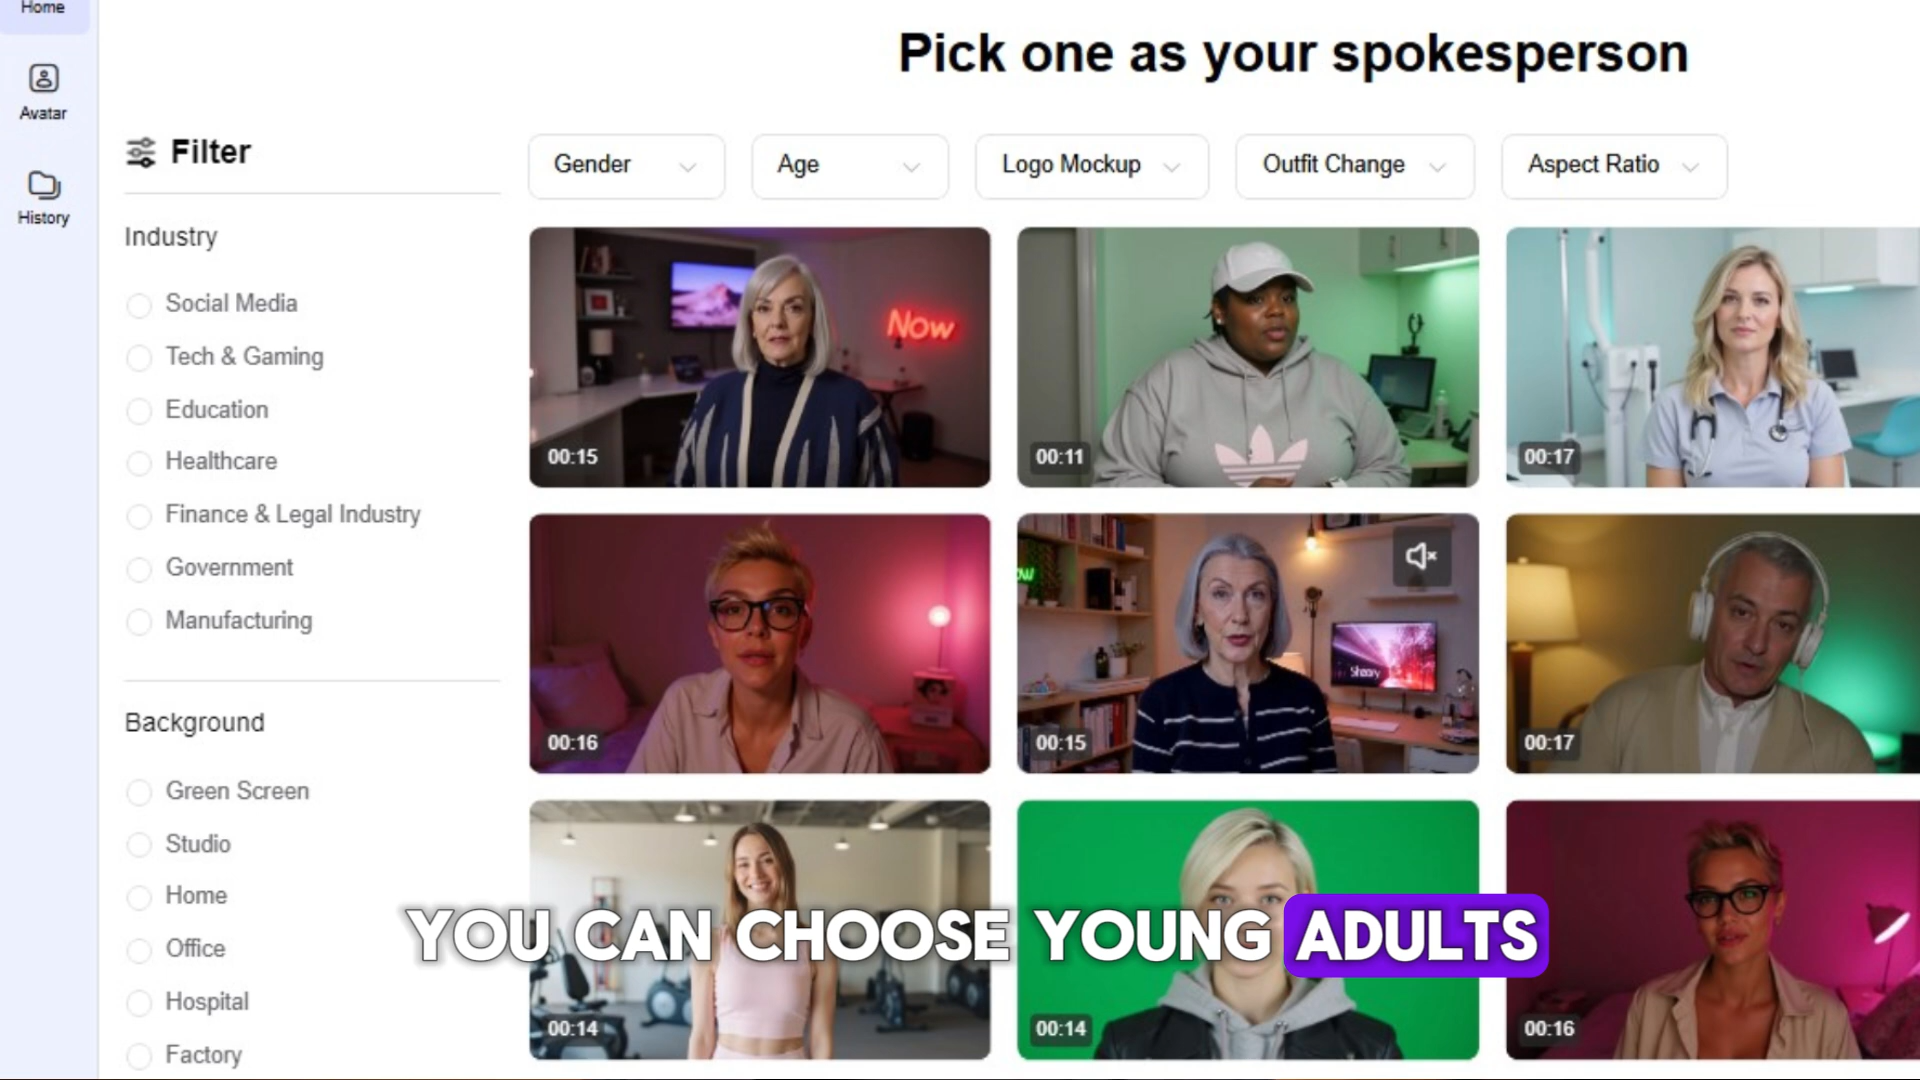 Home
Pick one as your spokesperson
Avatar
History
Filter
Gender
Age
Logo Mockup
Outfit Change
Aspect Ratio
Industry
Social Media
Tech & Gaming
Education
Healthcare
Finance & Legal Industry
Government
Manufacturing
Now
00:15
00:11
00:17
00:16
00:15
00:17
Background
Green Screen
Studio
Home
Office
Hospital
Factory
YOU CAN CHOOSE YOUNG ADULTS
00:14
00:14
00:16